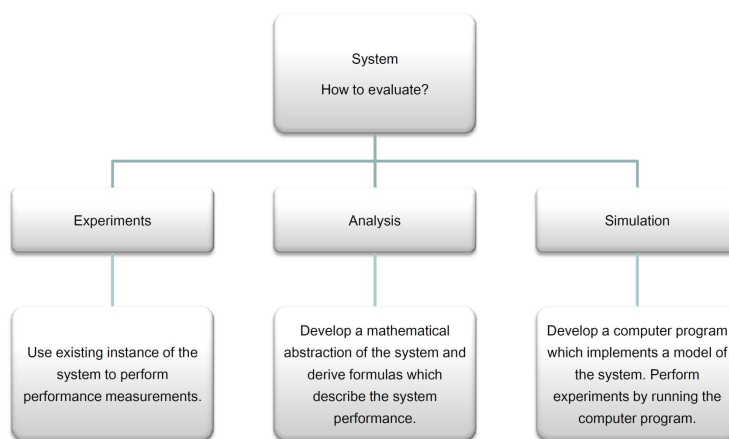 System
How to evaluate?
Experiments
Analysis
Simulation
Use existing instance of the
system to perform
performance measurements.
Develop a mathematical
abstraction of the system and
derive formulas which
describe the system
performance.
Develop a computer program
which implements a model of
the system. Perform
experiments by running the
computer program.